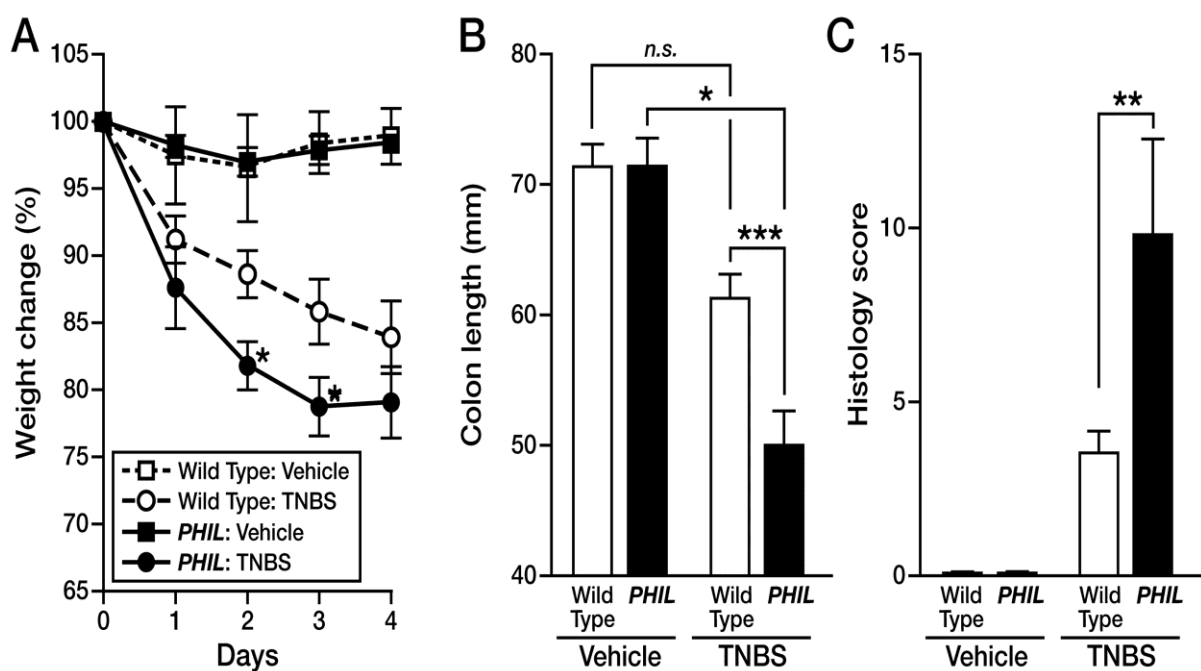 A
Weight change (%)
105
100
95
90
85
80
75
70
65
0 1 2 3 4
Days
*
*
Wild Type: Vehicle
Wild Type: TNBS
PHIL: Vehicle
PHIL: TNBS
B
Colon length (mm)
80
70
60
50
40
n.s.
*
***
Wild Type PHIL Wild Type PHIL
Vehicle TNBS
C
Histology score
15
10
5
0
**
Wild Type PHIL Wild Type PHIL
Vehicle TNBS